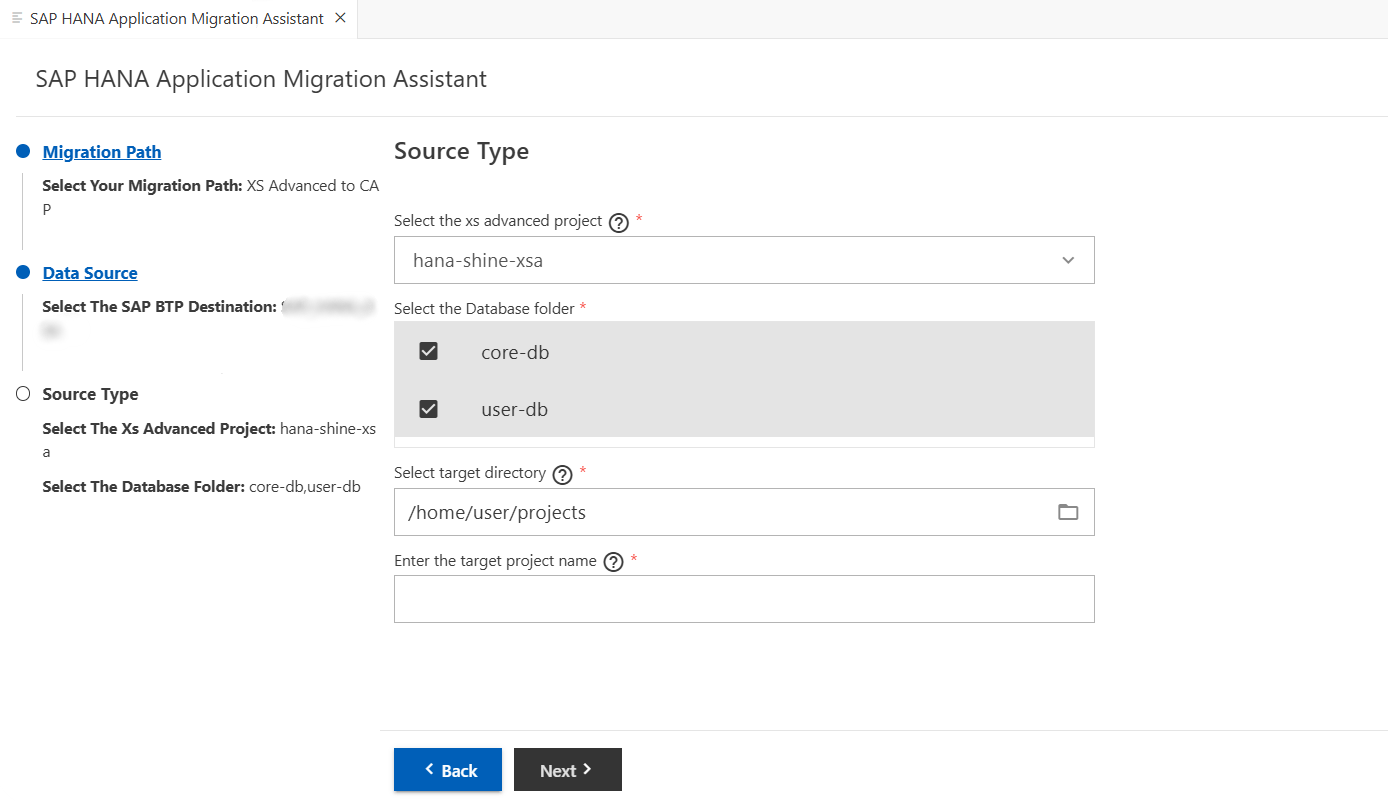 SAP HANA Application Migration Assistant
SAP HANA Application Migration Assistant
Migration Path
Select Your Migration Path: XS Advanced to CA
P
Data Source
Select The SAP BTP Destination:
Source Type
Select The Xs Advanced Project: hana-shine-xs
a
Select The Database Folder: core-db,user-db
Source Type
Select the xs advanced project ? *
hana-shine-xsa
Select the Database folder *
core-db
user-db
Select target directory ? *
/home/user/projects
Enter the target project name ? *
Back
Next